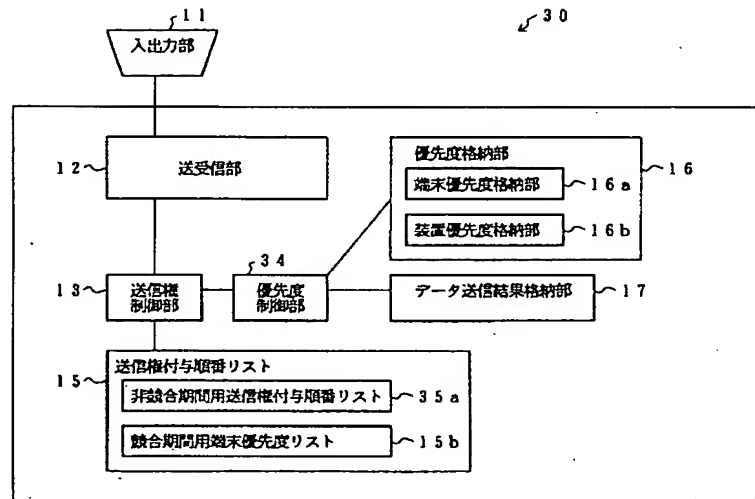 11
30
入出力部
12
送受信部
優先度格納部
16
端末優先度格納部
16a
装置優先度格納部
16b
13
送信権
制御部
34
優先度
制御部
データ送信結果格納部
17
15
送信権付与順番リスト
非競合期間用送信権付与順番リスト
35a
競合期間用端末優先度リスト
15b